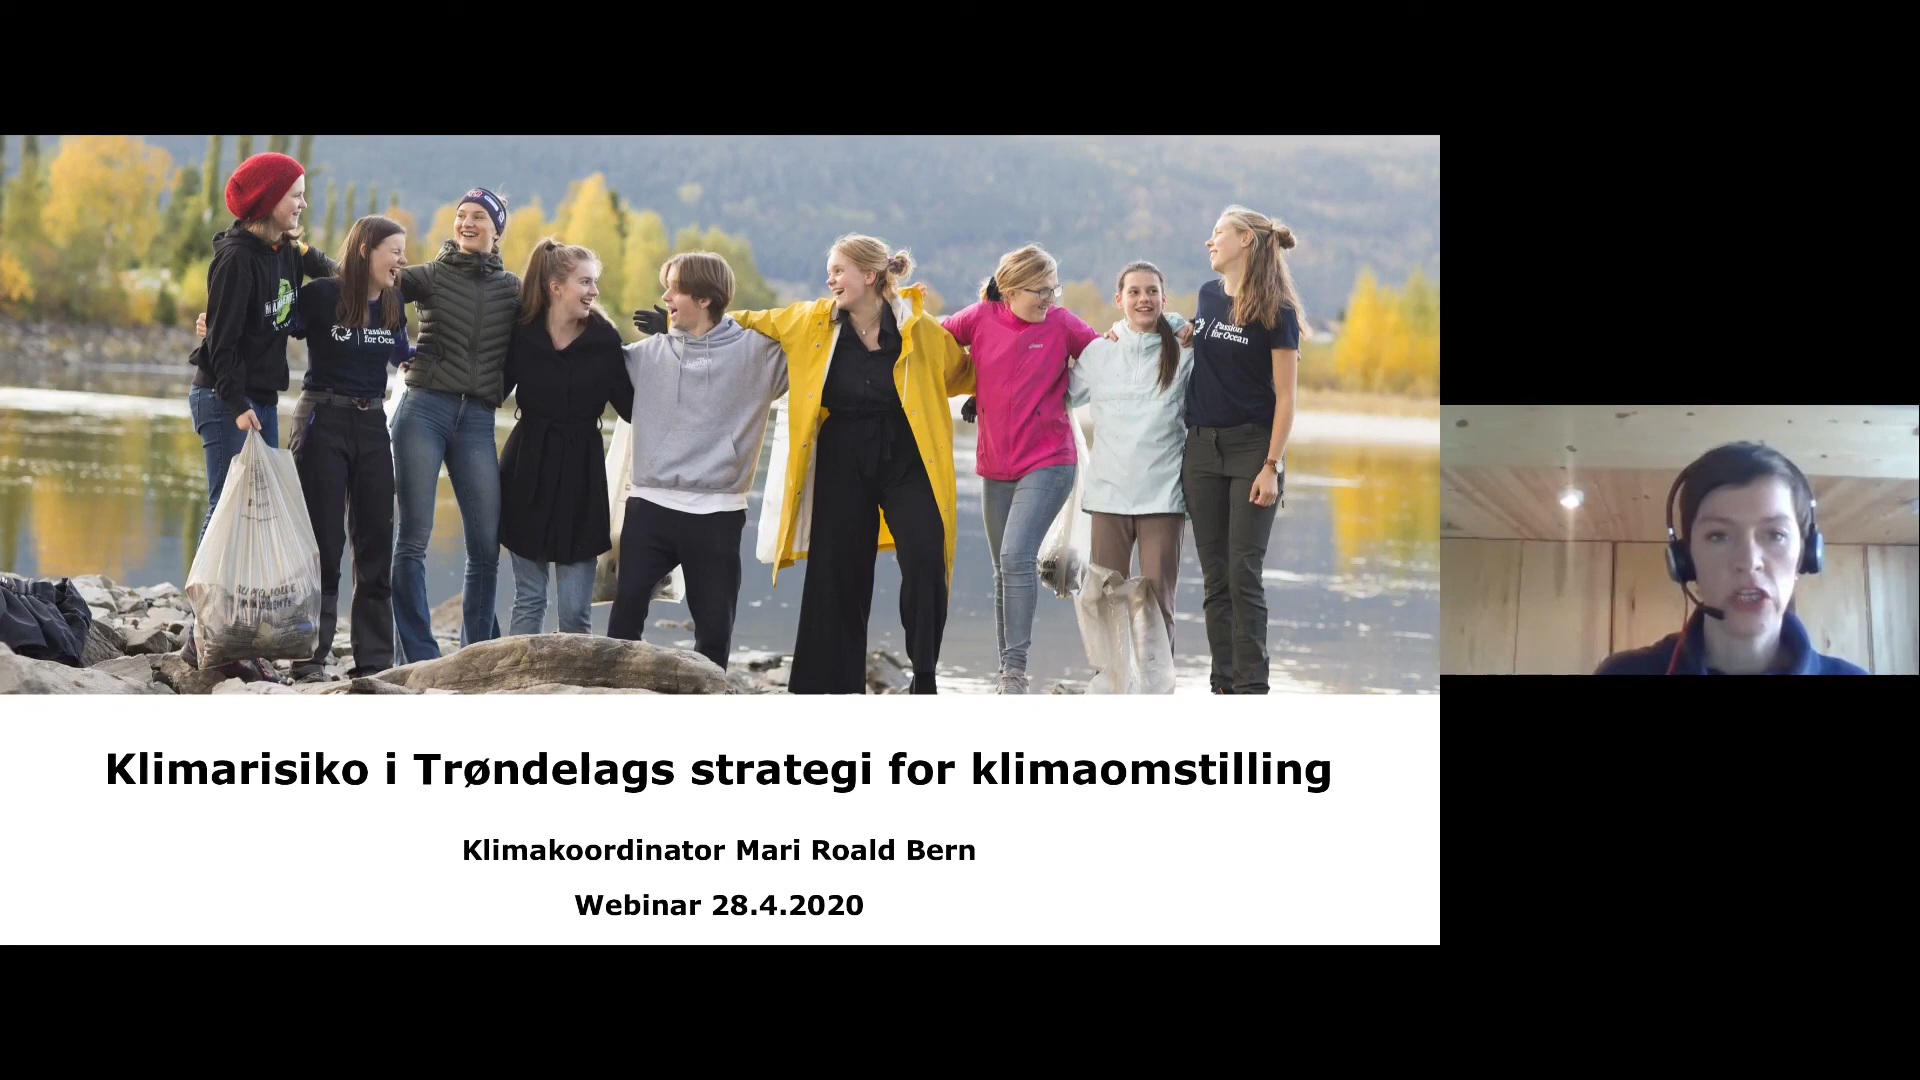 Passion
for Ocean
Passion
for Ocean
Klimarisiko i Trøndelags strategi for klimaomstilling
Klimakoordinator Mari Roald Bern
Webinar 28.4.2020